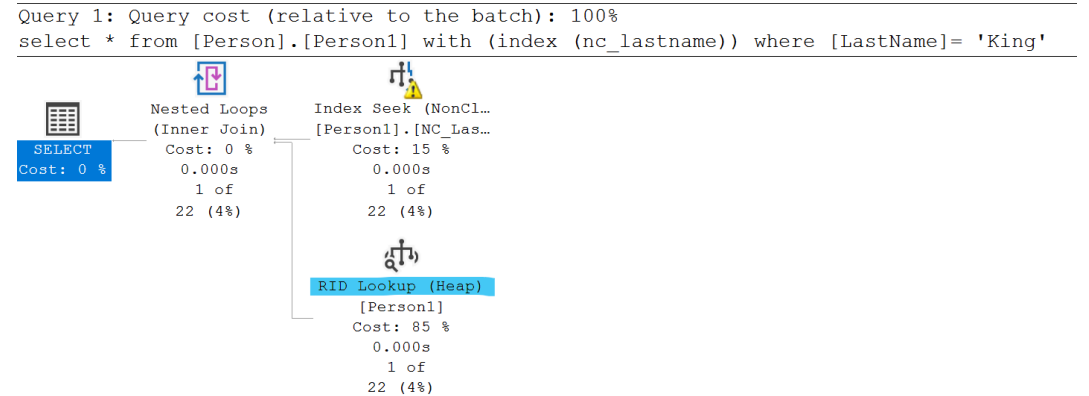 Query 1: Query cost (relative to the batch): 100%
select * from [Person].[Person1] with (index (nc_lastname)) where [LastName]= 'King'
SELECT
Cost: 0 %
Nested Loops
(Inner Join)
Cost: 0 %
0.000s
1 of
22 (4%)
Index Seek (NonCl…
[Person1].[NC_Las…
Cost: 15 %
0.000s
1 of
22 (4%)
RID Lookup (Heap)
[Person1]
Cost: 85 %
0.000s
1 of
22 (4%)